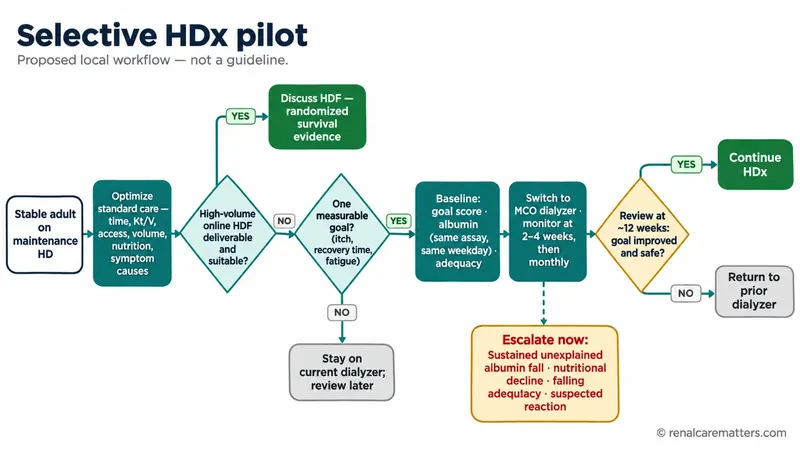 Selective HDx pilot
Proposed local workflow — not a guideline.
Stable adult
on
maintenance
HD
Optimize
standard care —
time, Kt/V,
access, volume,
nutrition,
symptom
causes
High-volume
online HDF
deliverable
and
suitable?
YES
Discuss HDF —
randomized
survival
evidence
NO
One
measurable
goal?
(itch,
recovery time,
fatigue)
NO
Stay on
current dialyzer;
review later
YES
Baseline:
goal score ·
albumin
(same assay,
same weekday) ·
adequacy
Switch to
MCO dialyzer ·
monitor at
2–4 weeks,
then
monthly
Escalate now:
Sustained unexplained
albumin fall · nutritional
decline · falling
adequtacy · suspected
reaction
Review at
~12 weeks:
goal improved
and safe?
YES
Continue
HDx
NO
Return to
prior
dialyzer
© renalcarematters.com